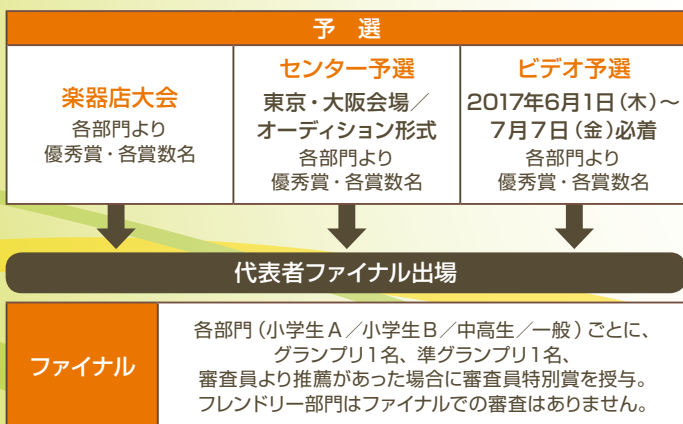 予 選
楽器店大会
各部門より
優秀賞・各賞数名
センター予選
東京・大阪会場／
オーディション形式
各部門より
優秀賞・各賞数名
ビデオ予選
2017年6月1日（木）～
7月7日（金）必着
各部門より
優秀賞・各賞数名
代表者ファイナル出場
ファイナル
各部門（小学生A／小学生B／中高生／一般）ごとに、
グランプリ1名、準グランプリ1名、
審査員より推薦があった場合に審査員特別賞を授与。
フレンドリー部門はファイナルでの審査はありません。